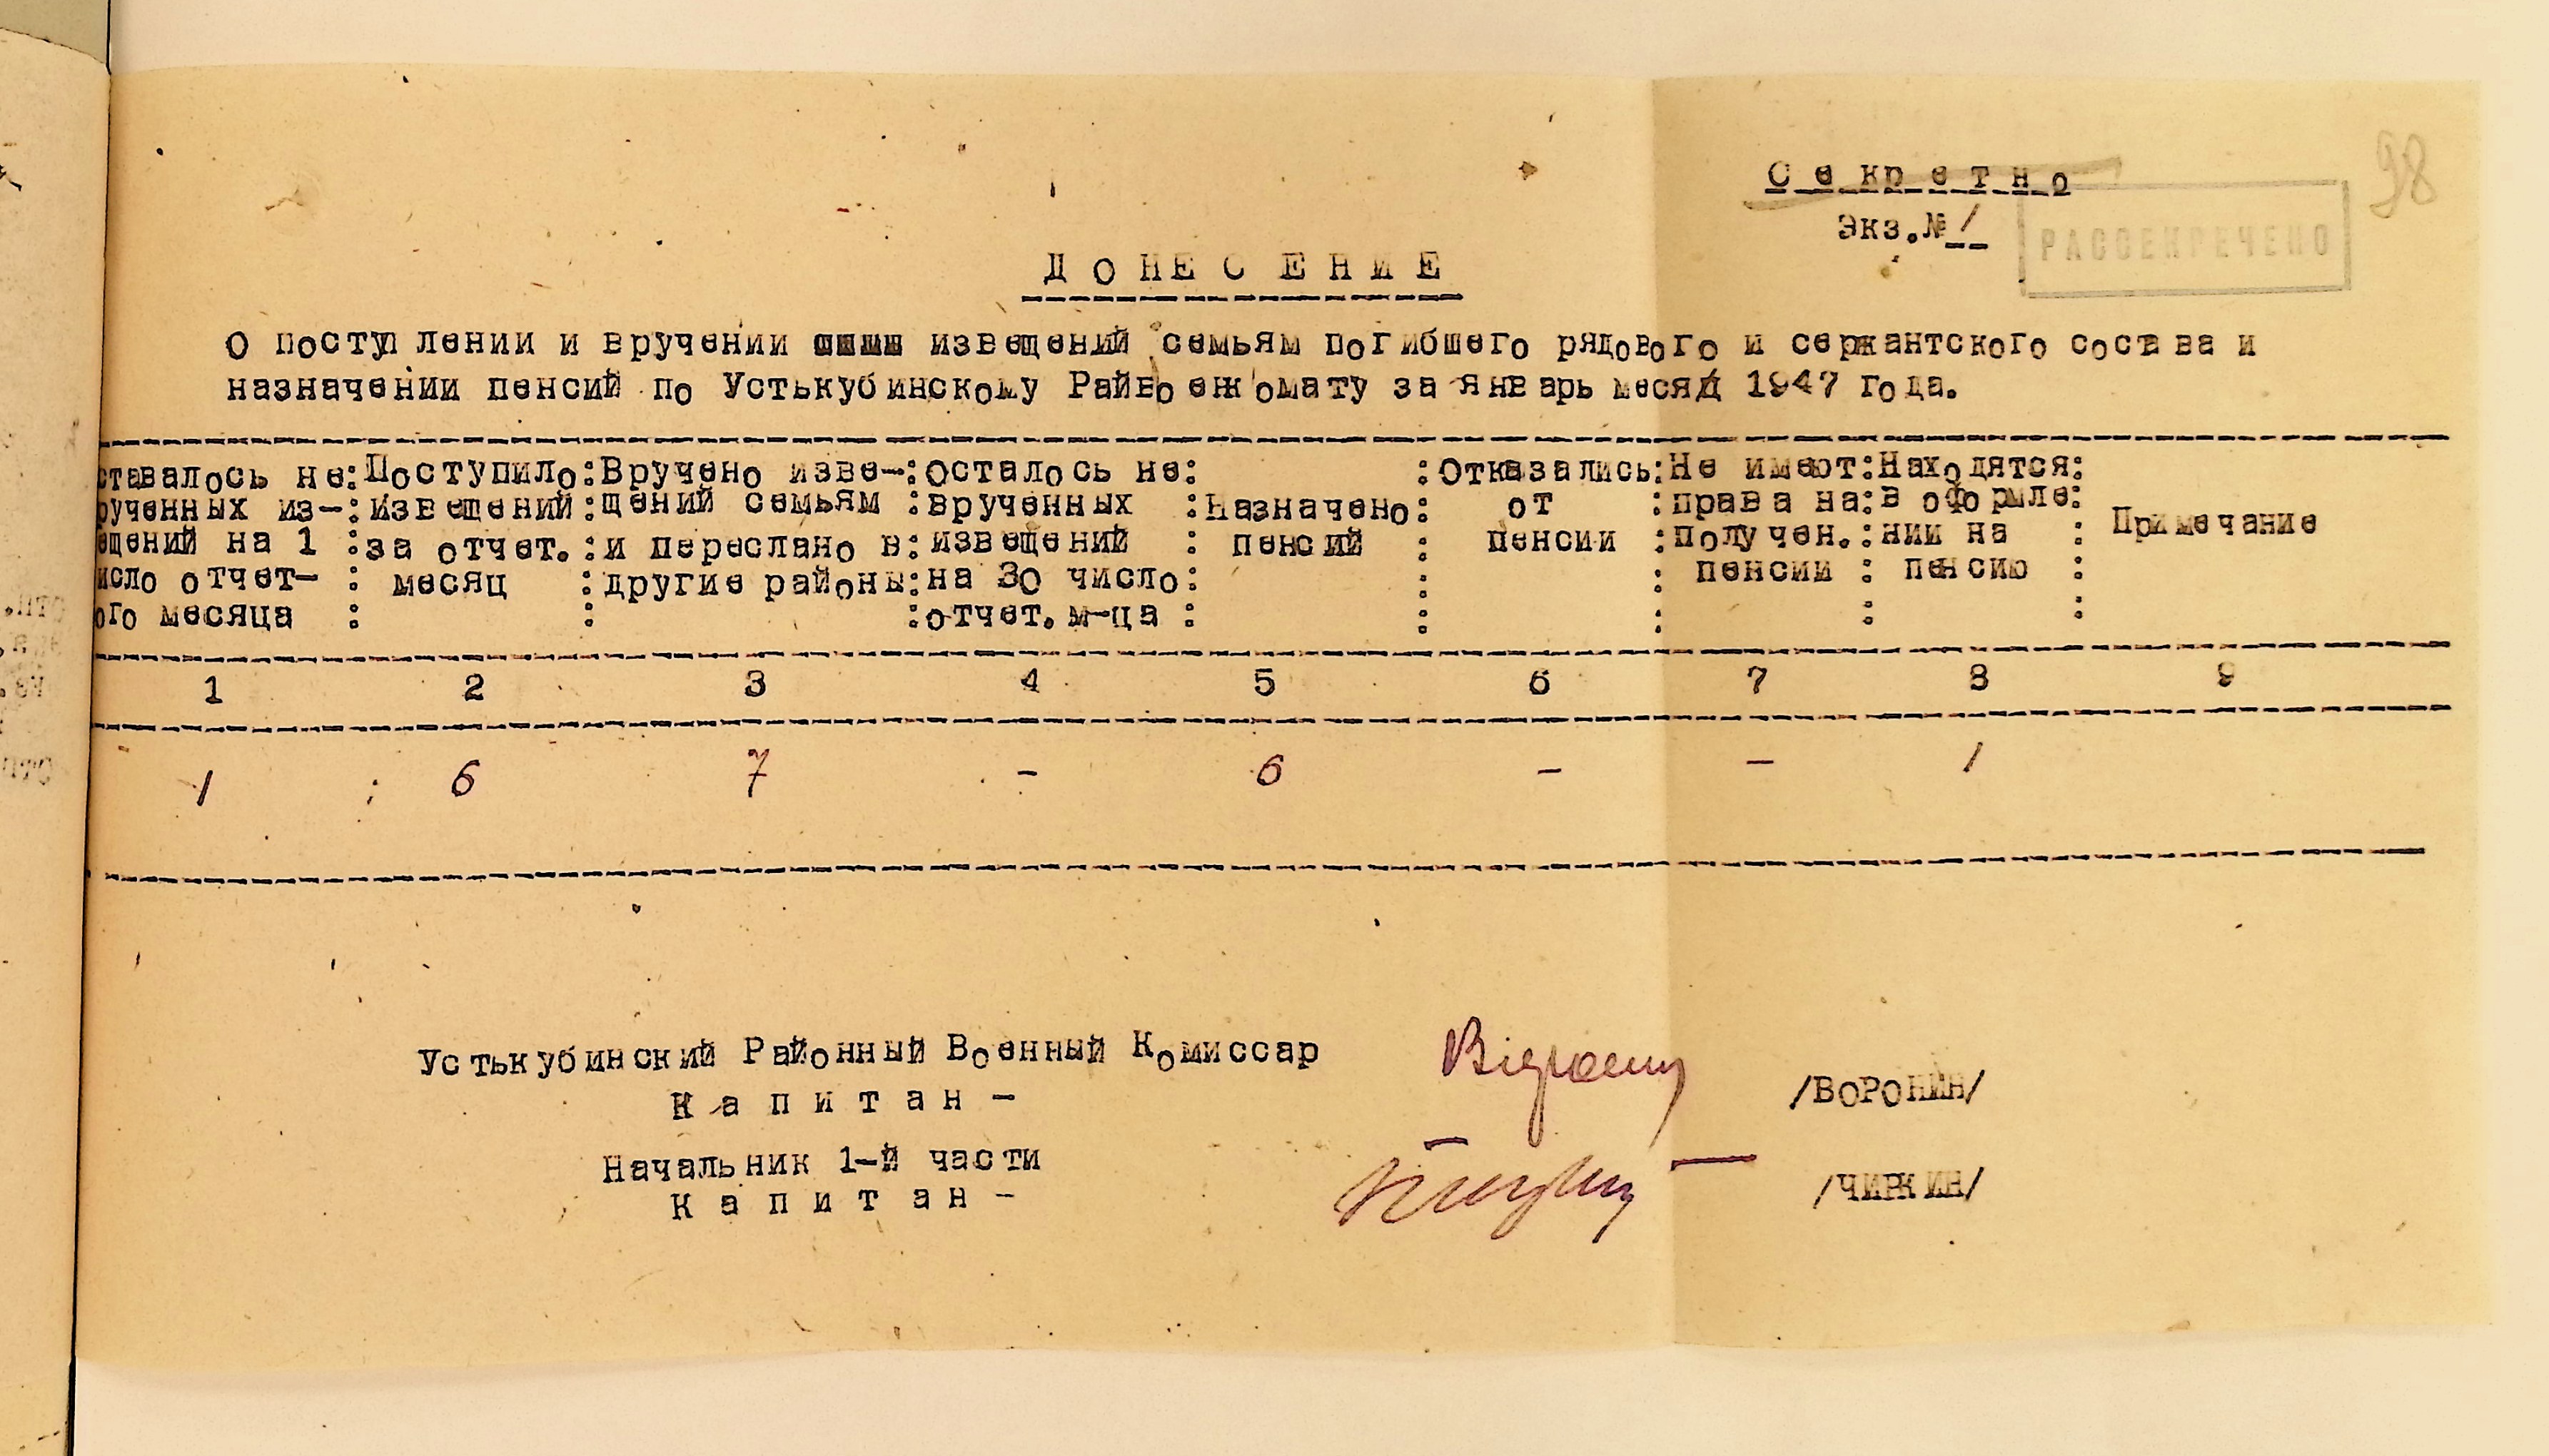 98
Секретно
Экз.№ 1
РАССЕКРЕЧЕНО
ДОНЕСЕНИЕ
О поступлении и вручении извещений семьям погибшего рядового и сержантского состава и
назначении пенсий по Устькубинскому Райвоенкомату за январь месяц 1947 года.
ставалось не:Поступило:Вручено изве-:Осталось не: :Отказались:Не имеют:Находятся:
рученных из-:извещений:щений семьям :врученных :Назначено: от :права на:в оформле:
ещений на 1 :за отчет.:и переслано в:извещений : пенсий : пенсии :получен.:нии на : Примечание
исло отчет- : месяц :другие районы:на 30 число: : : пенсии : пенсию :
ого месяца : : :отчет. м-ца : : : : :
1 2 3 4 5 6 7 8 9
1 6 7 - 6 - - 1
Устькубинский Районный Военный Комиссар
Капитан - /ВОРОНИН/
Начальник 1-й части
Капитан - /ЧИРКИН/